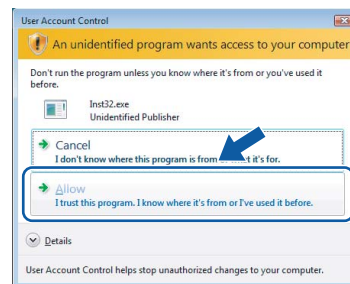 User Account Control
An unidentified program wants access to your computer
Don't run the program unless you know where it's from or you've used it
before.
Inst32.exe
Unidentified Publisher
Cancel
I don't know where this program is from it's for.
Allow
I trust this program. I know where it's from or I've used it before.
Details
User Account Control helps stop unauthorized changes to your computer.